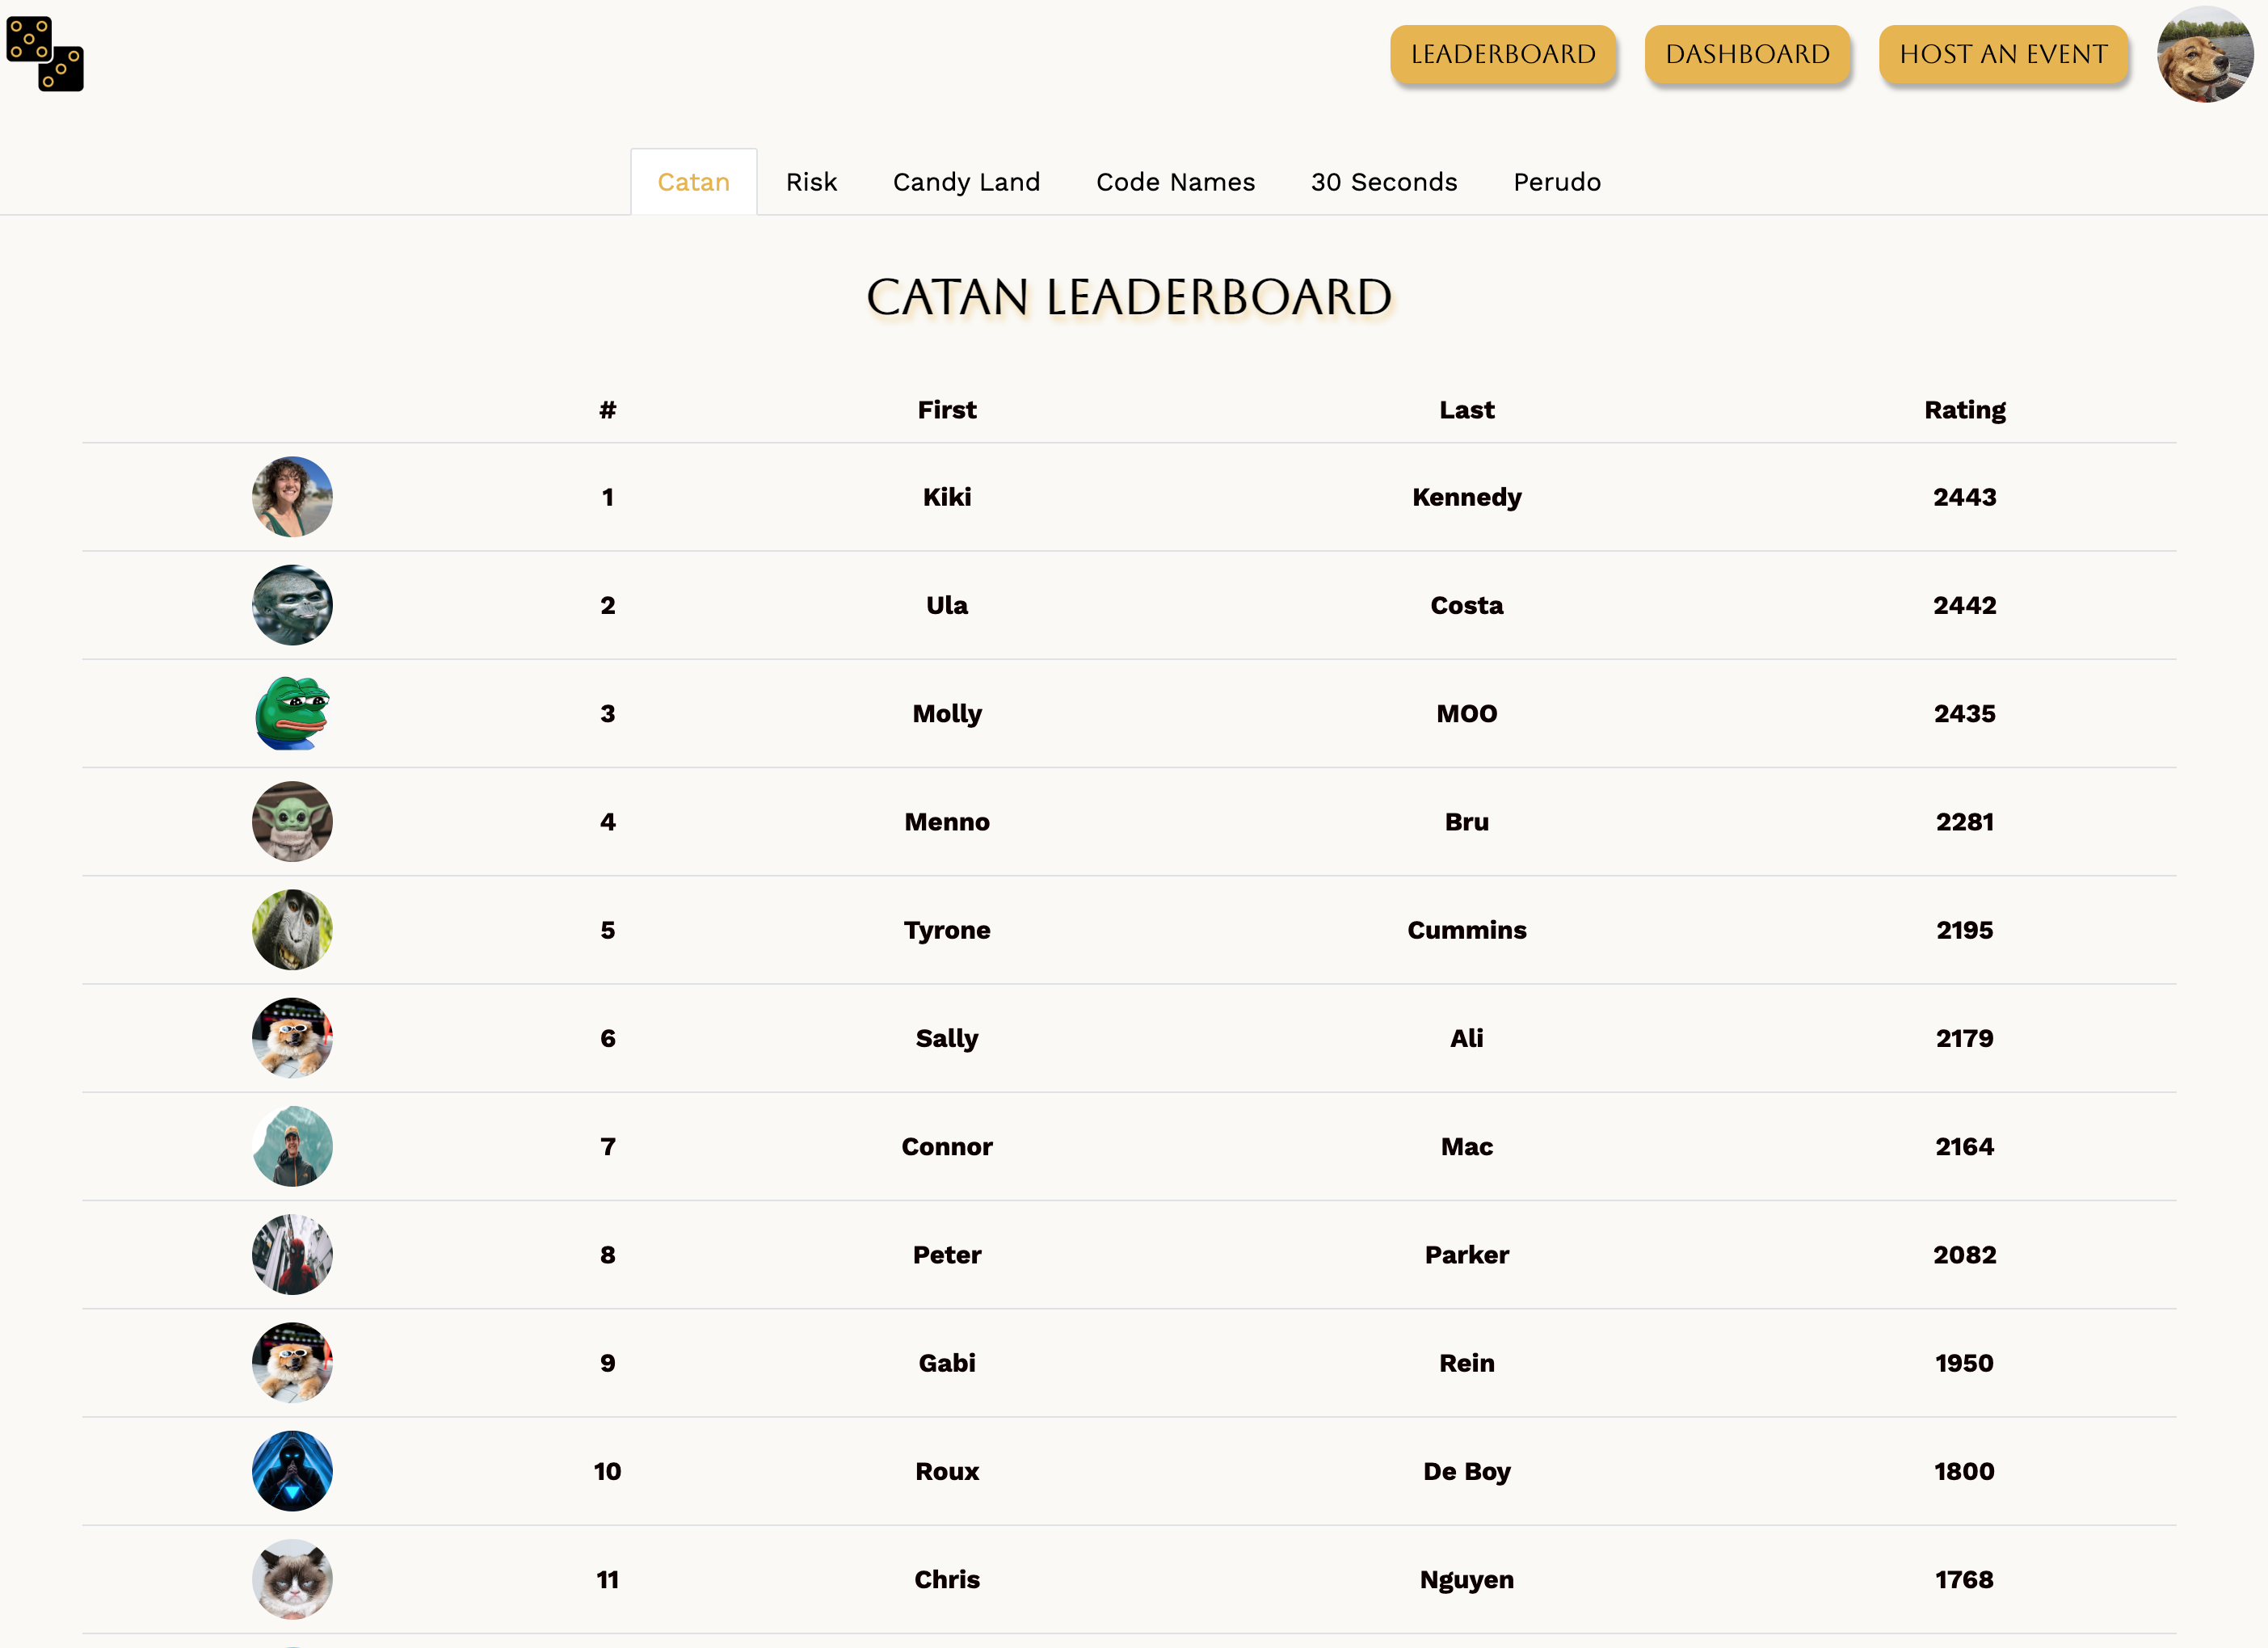 LEADERBOARD DASHBOARD HOST AN EVENT
Catan Risk Candy Land Code Names 30 Seconds Perudo
CATAN LEADERBOARD
# First Last Rating
1 Kiki Kennedy 2443
2 Ula Costa 2442
3 Molly MOO 2435
4 Menno Bru 2281
5 Tyrone Cummins 2195
6 Sally Ali 2179
7 Connor Mac 2164
8 Peter Parker 2082
9 Gabi Rein 1950
10 Roux De Boy 1800
11 Chris Nguyen 1768